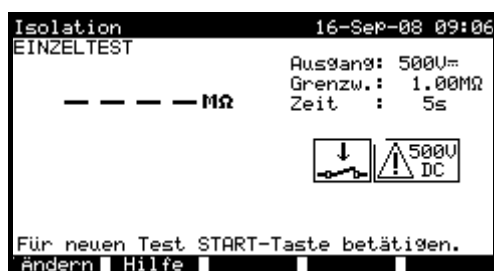 Isolation 16-Sep-08 09:06
EINZELTEST
Ausgang: 500V⎓
Grenzw.: 1.00MΩ
Zeit : 5s
– – – – MΩ
500V
DC
Für neuen Test START-Taste betätigen.
Ändern Hilfe